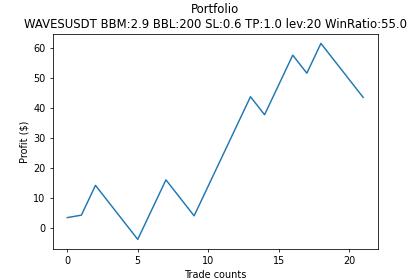 Portfolio
WAVESUSDT BBM:2.9 BBL:200 SL:0.6 TP:1.0 lev:20 WinRatio:55.0
60
50
40
30
20
10
0
Profit ($)
0 5 10 15 20
Trade counts